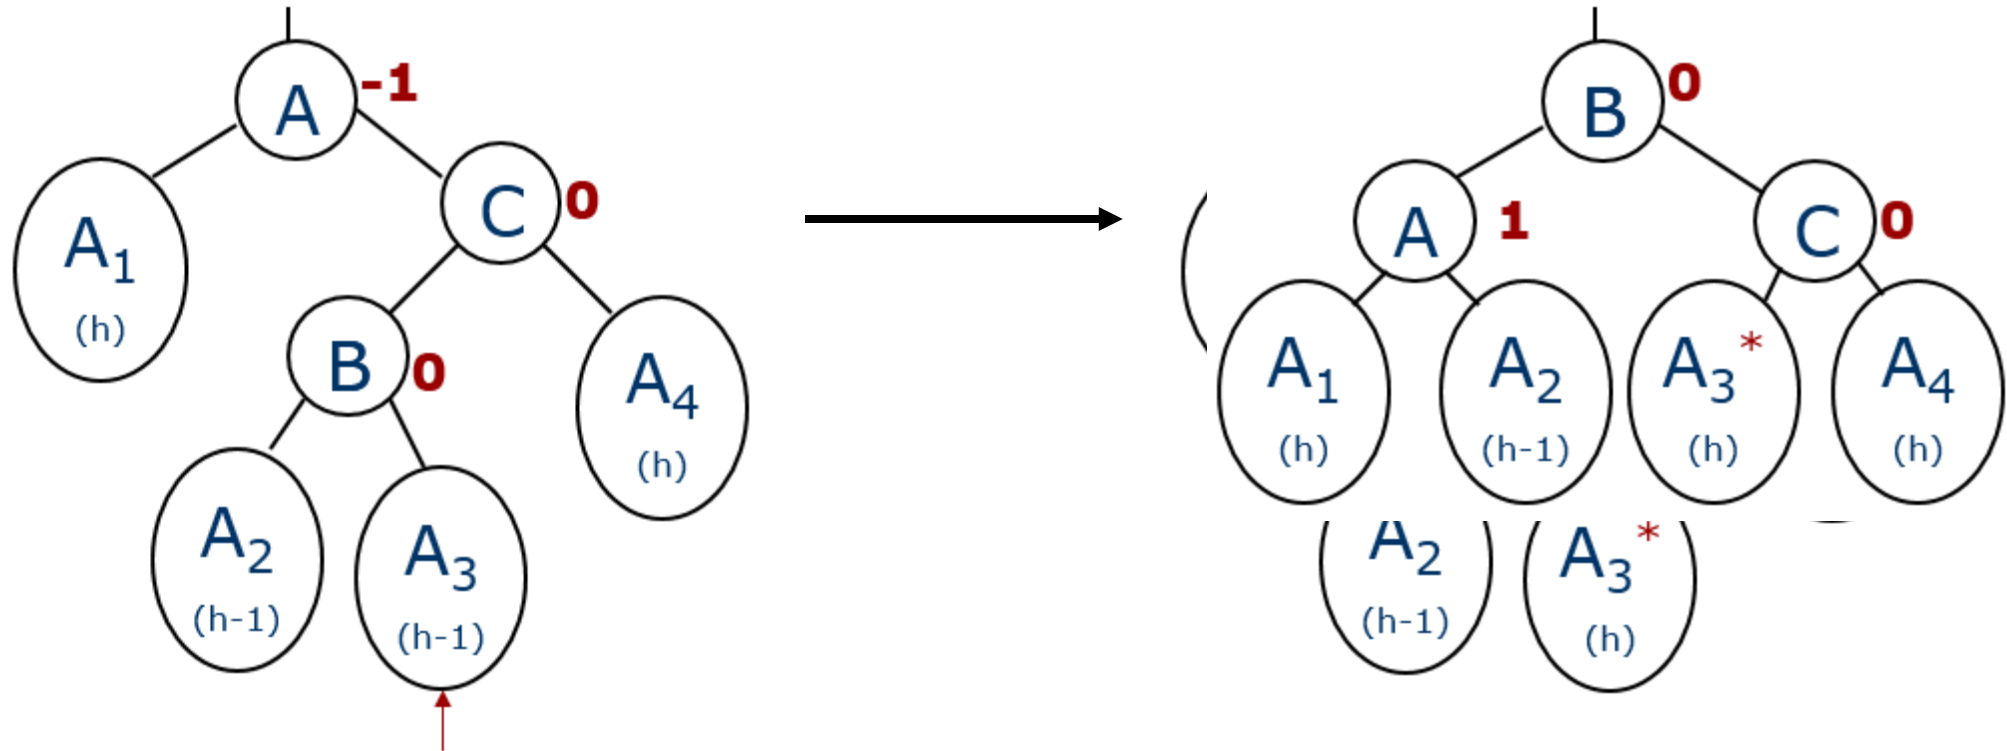 A -1
C 0
A1
(h)
B 0
A4
(h)
A2
(h-1)
A3
(h-1)
B 0
A 1
C 0
A1
(h)
A2
(h-1)
A3*
(h)
A4
(h)
A2
(h-1)
A3*
(h)